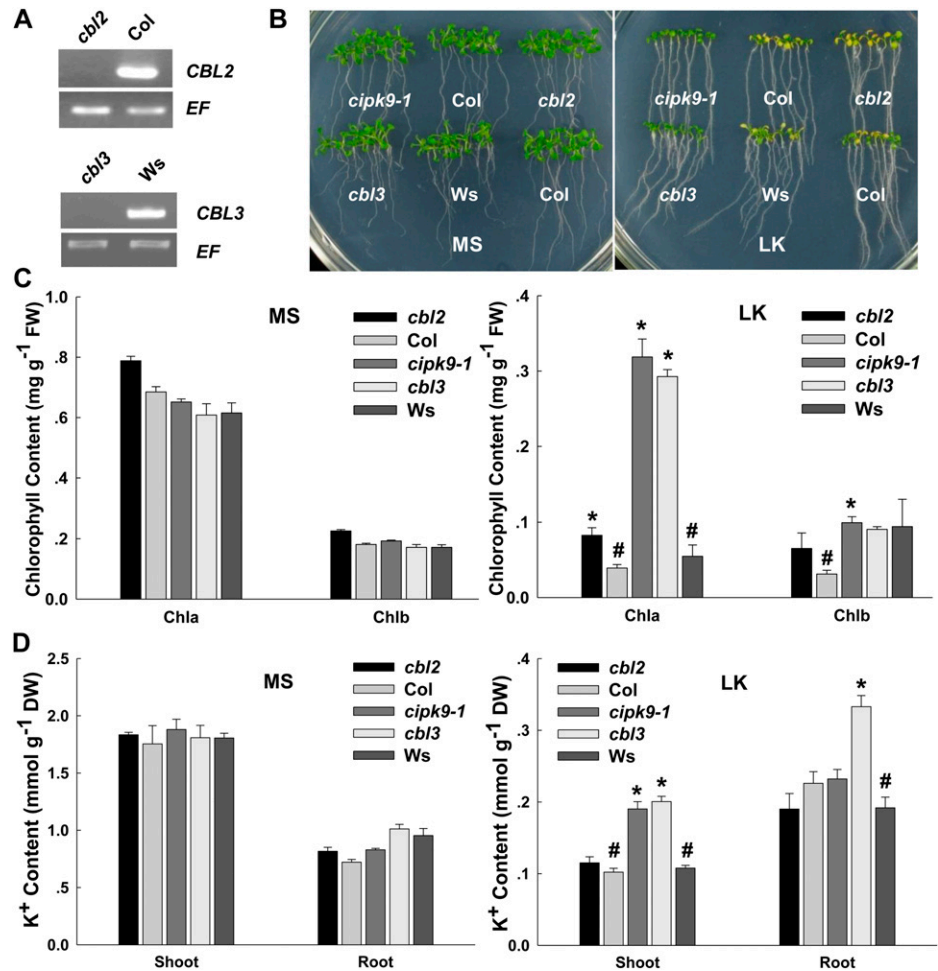 A
cbl2 Col
CBL2
EF
cbl3 Ws
CBL3
EF
B
cipk9-1 Col cbl2
cbl3 Ws Col
MS
cipk9-1 Col cbl2
cbl3 Ws Col
LK
C
Chlorophyll Content (mg g⁻¹ FW)
1.0
.8
.6
.4
.2
0.0
MS
cbl2
Col
cipk9-1
cbl3
Ws
Chla Chlb
Chlorophyll Content (mg g⁻¹ FW)
.4
.3
.2
0.1
0.0
LK
cbl2
Col
cipk9-1
cbl3
Ws
* # * * # # *
Chla Chlb
D
K⁺ Content (mmol g⁻¹ DW)
2.5
2.0
1.5
1.0
.5
0.0
MS
cbl2
Col
cipk9-1
cbl3
Ws
Shoot Root
K⁺ Content (mmol g⁻¹ DW)
.4
.3
.2
0.1
0.0
LK
cbl2
Col
cipk9-1
cbl3
Ws
# * * # * #
Shoot Root